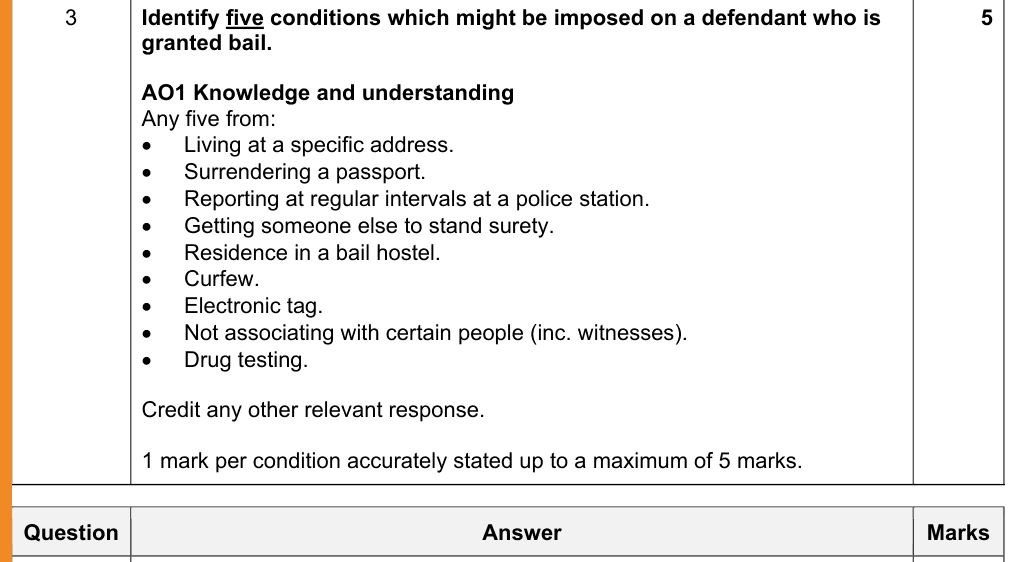 3
Identify five conditions which might be imposed on a defendant who is
granted bail.
5
AO1 Knowledge and understanding
Any five from:
• Living at a specific address.
• Surrendering a passport.
• Reporting at regular intervals at a police station.
• Getting someone else to stand surety.
• Residence in a bail hostel.
• Curfew.
• Electronic tag.
• Not associating with certain people (inc. witnesses).
• Drug testing.
Credit any other relevant response.
1 mark per condition accurately stated up to a maximum of 5 marks.
Question Answer Marks